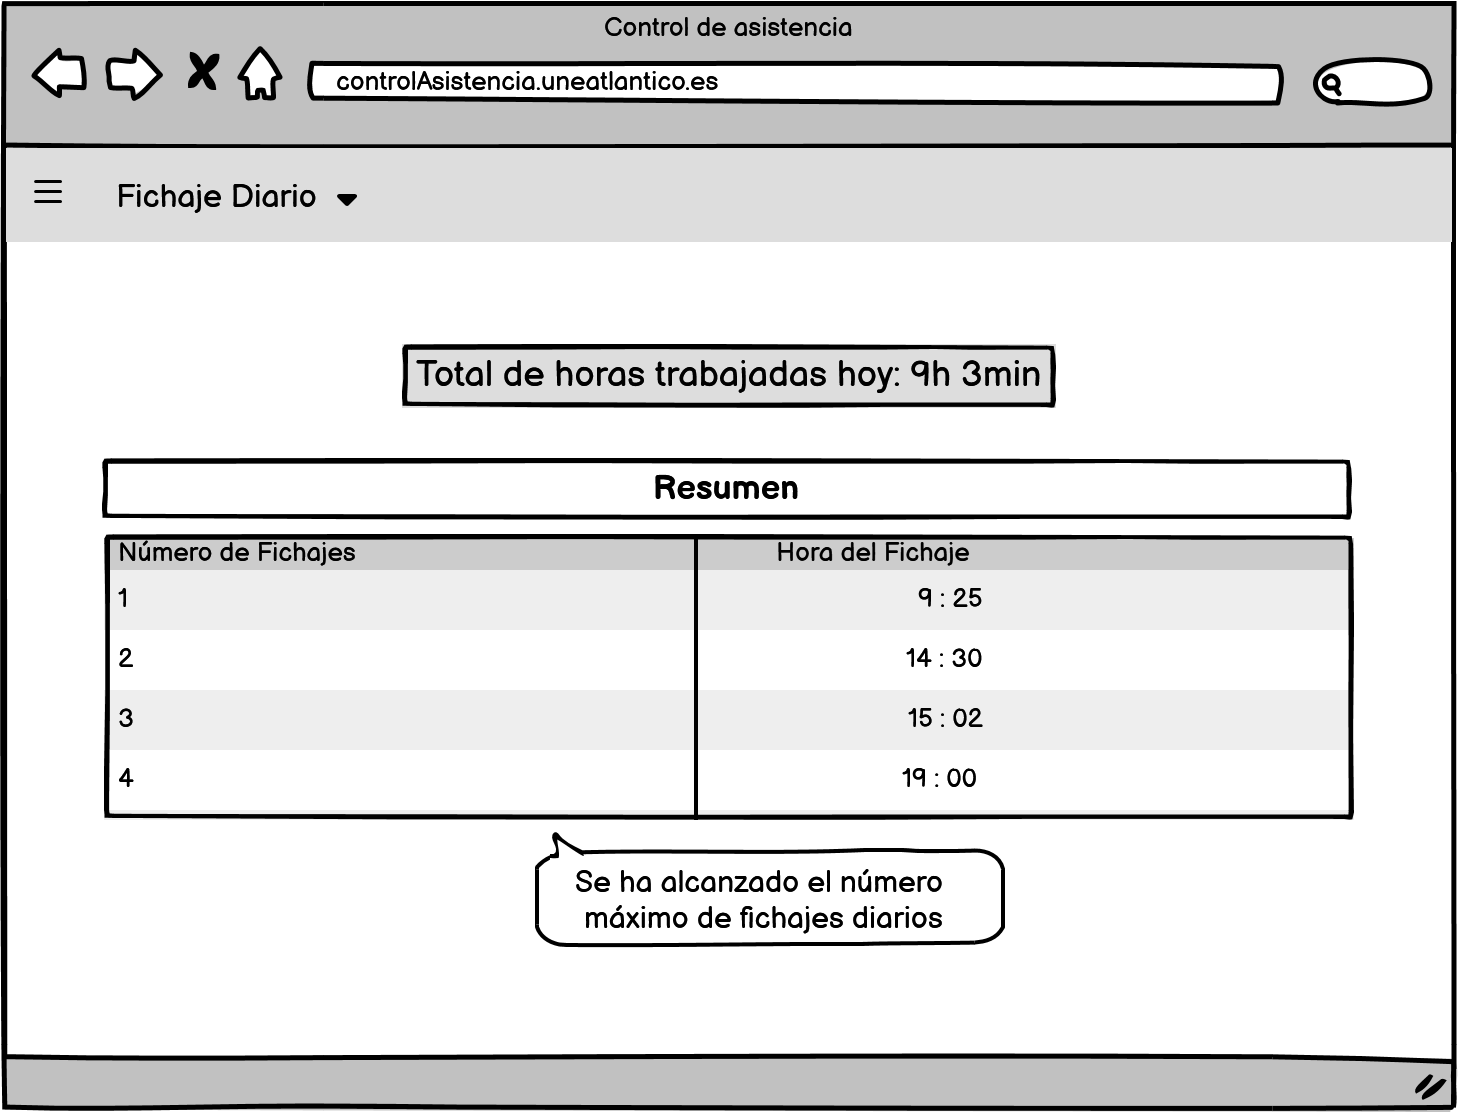 Control de asistencia
controlAsistencia.uneatlantico.es
Fichaje Diario
Total de horas trabajadas hoy: 9h 3min
Resumen
Número de Fichajes Hora del Fichaje
1 9 : 25
2 14 : 30
3 15 : 02
4 19 : 00
Se ha alcanzado el número
máximo de fichajes diarios